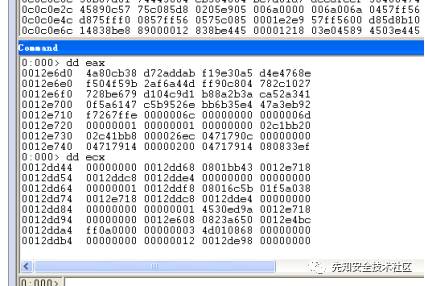 0c0c0e2c 45890c57 75c085d8 0205e905 006a0000 006a006a 0457ff56
0c0c0e4c d875fff0 0857ff56 0575c085 0001e2e9 57ff5600 d85d8b10
0c0c0e6c 14838be8 89000012 838be445 00001218 03e04589 4503e445
Command
0:000> dd eax
0012e6d0 4a80cb38 d72addab f19e30a5 d4e4768e
0012e6e0 f504f59b 2af6a44d ff90c804 782c1027
0012e6f0 728be679 d104c9d1 b88a2b3a ca52a341
0012e700 0f5a6147 c5b9526e bb6b35e4 47a3eb92
0012e710 f7267ffe 0000006c 00000000 0000006d
0012e720 00000001 00000001 00000000 02c1bb20
0012e730 02c41bb8 000026ec 0471790c 00000000
0012e740 04717914 00000200 04717914 080833ef
0:000> dd ecx
0012dd44 00000000 0012dd68 0801bb43 0012e718
0012dd54 0012ddc8 0012dde4 00000000 00000000
0012dd64 00000001 0012ddf8 08016c5b 01f5a038
0012dd74 0012e718 0012ddc8 0012dde4 00000000
0012dd84 00000000 00000001 4530ed9a 0012e718
0012dd94 00000000 0012e608 0823a650 0012e4bc
0012dda4 ff0a0000 00000003 4d010868 00000000
0012ddb4 00000000 00000012 0012de98 00000000
先知安全技术社区
0:000>